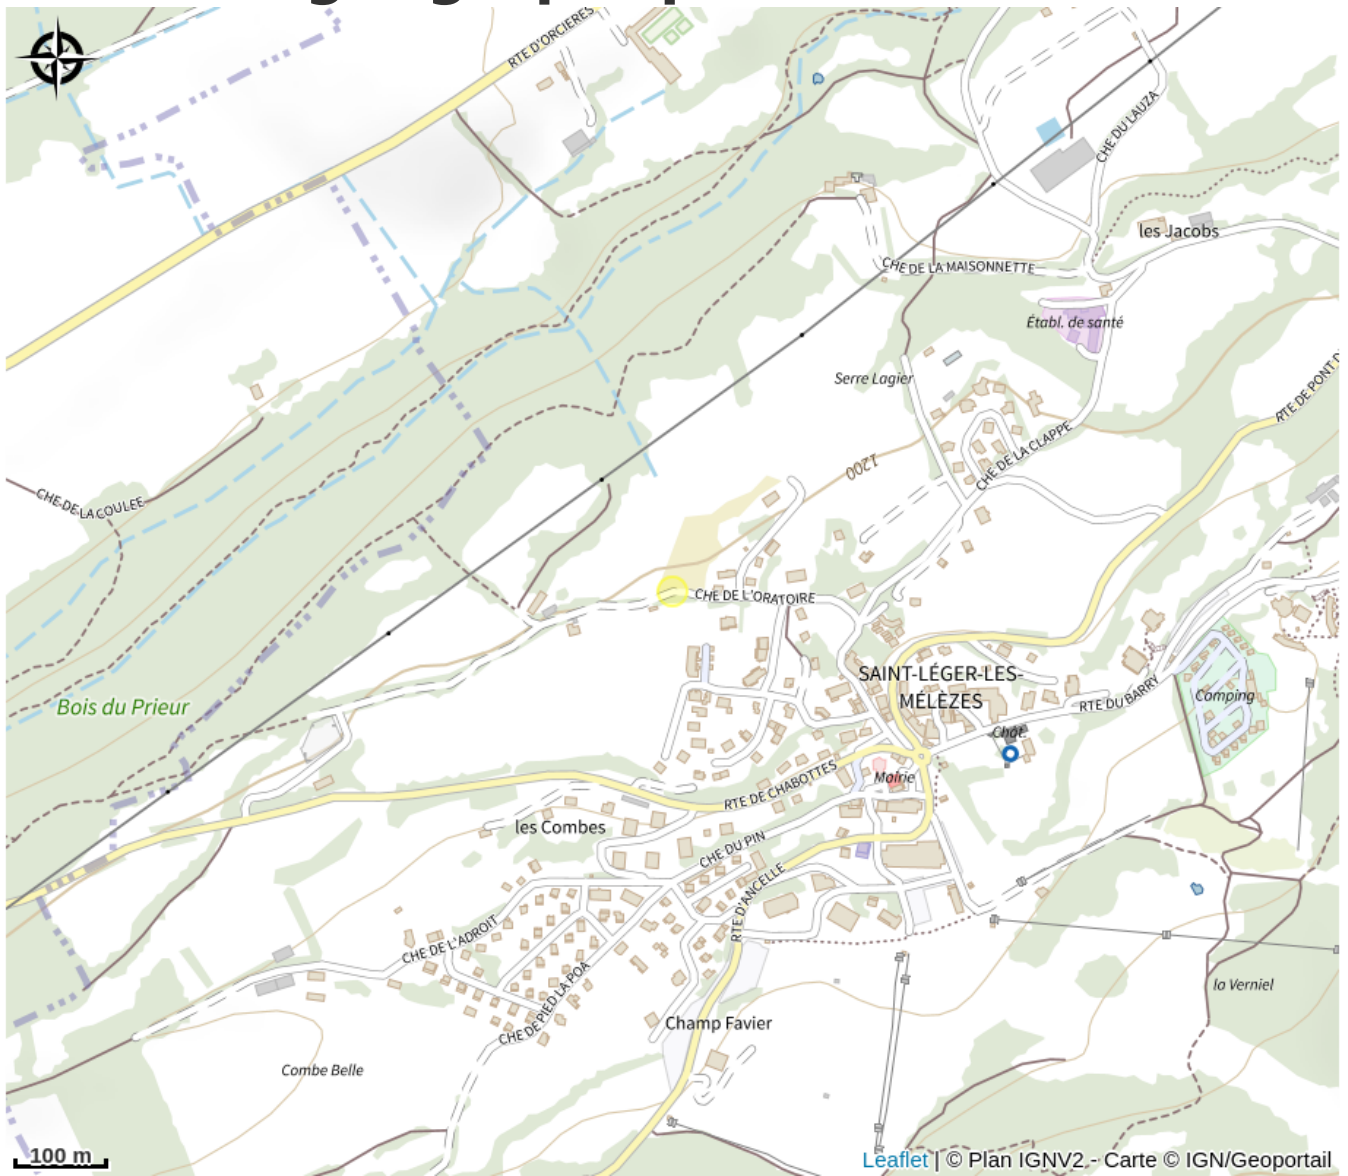 RTE D'ORCIERES
CHE DU LAUZA
les Jacobs
CHE DE LA MAISONNETTE
Établ. de santé
Serre Lagier
RTE DE PONT D
CHE DE LA CLAPPE
1200
CHE DE LA COULEE
CHE DE L'ORATOIRE
SAINT-LÉGER-LES-
MÉLÈZES
Bois du Prieur
Camping
RTE DU BARRY
Chât.
Mairie
RTE DE CHABOTTES
les Combes
CHE DU PIN
RTE D'ANCELLE
CHE DE L'ADROIT
CHE DE PIED LA POA
la Verniel
Champ Favier
Combe Belle
100 m
Leaflet | © Plan IGNV2 - Carte © IGN/Geoportail